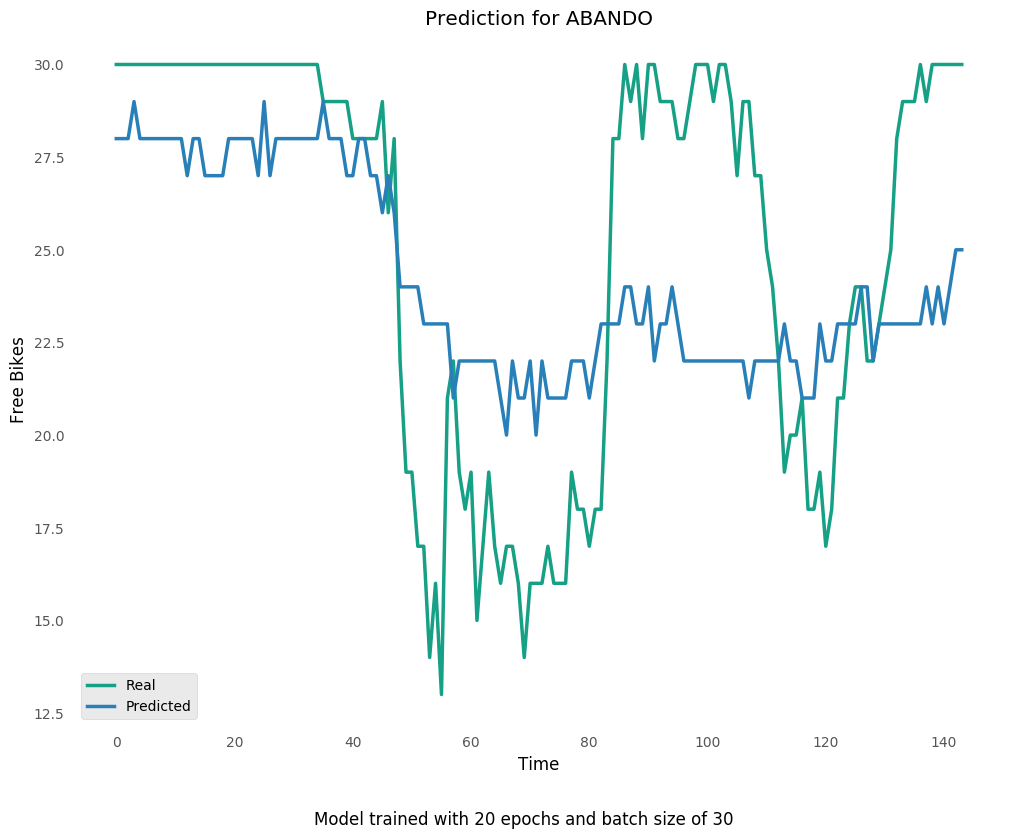 Prediction for ABANDO
30.0
27.5
25.0
22.5
20.0
17.5
15.0
12.5
Free Bikes
Real
Predicted
0 20 40 60 80 100 120 140
Time
Model trained with 20 epochs and batch size of 30